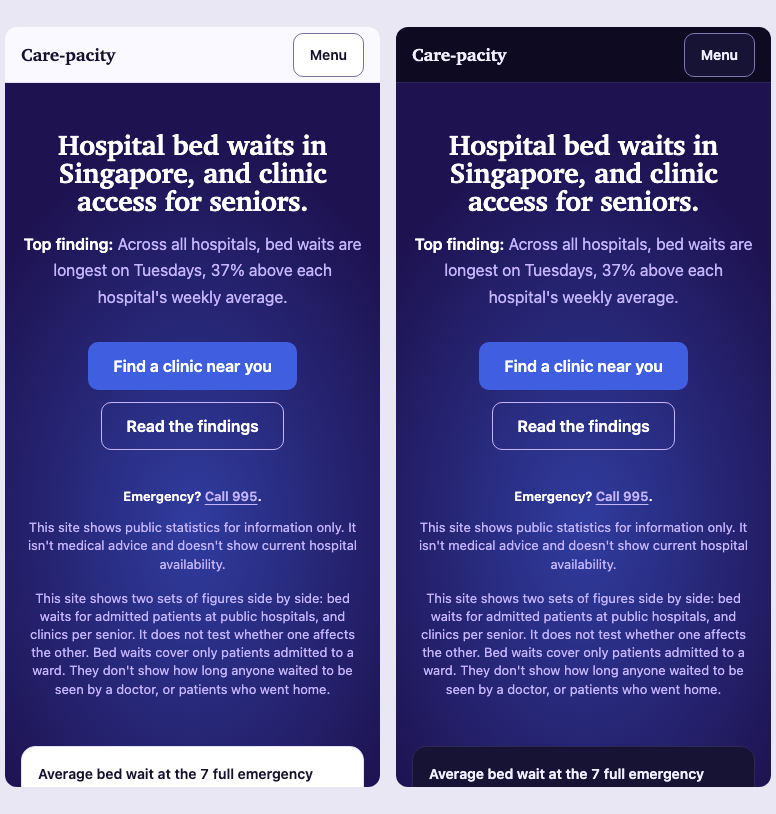 Care-pacity
Menu
Hospital bed waits in
Singapore, and clinic
access for seniors.
Top finding: Across all hospitals, bed waits are
longest on Tuesdays, 37% above each
hospital's weekly average.
Find a clinic near you
Read the findings
Emergency? Call 995.
This site shows public statistics for information only. It
isn't medical advice and doesn't show current hospital
availability.
This site shows two sets of figures side by side: bed
waits for admitted patients at public hospitals, and
clinics per senior. It does not test whether one affects
the other. Bed waits cover only patients admitted to a
ward. They don't show how long anyone waited to be
seen by a doctor, or patients who went home.
Average bed wait at the 7 full emergency
Care-pacity
Menu
Hospital bed waits in
Singapore, and clinic
access for seniors.
Top finding: Across all hospitals, bed waits are
longest on Tuesdays, 37% above each
hospital's weekly average.
Find a clinic near you
Read the findings
Emergency? Call 995.
This site shows public statistics for information only. It
isn't medical advice and doesn't show current hospital
availability.
This site shows two sets of figures side by side: bed
waits for admitted patients at public hospitals, and
clinics per senior. It does not test whether one affects
the other. Bed waits cover only patients admitted to a
ward. They don't show how long anyone waited to be
seen by a doctor, or patients who went home.
Average bed wait at the 7 full emergency